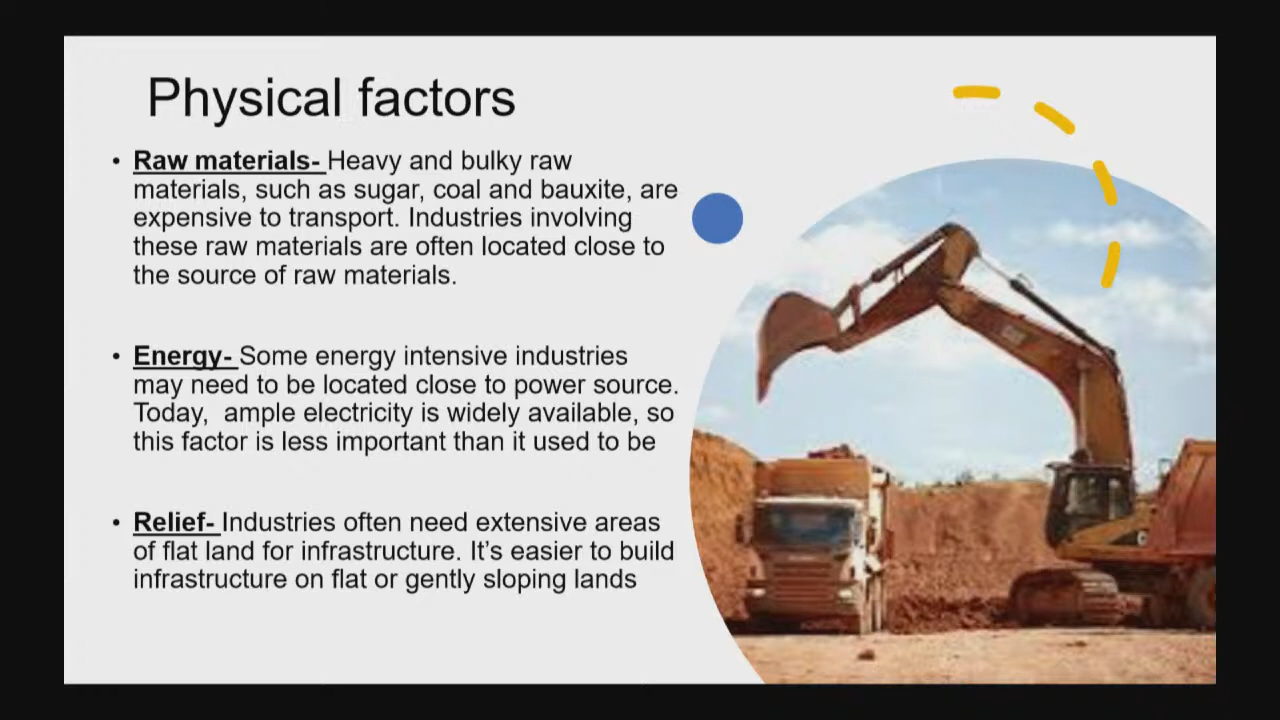 Physical factors
• Raw materials- Heavy and bulky raw
materials, such as sugar, coal and bauxite, are
expensive to transport. Industries involving
these raw materials are often located close to
the source of raw materials.
• Energy- Some energy intensive industries
may need to be located close to power source.
Today,  ample electricity is widely available, so
this factor is less important than it used to be
• Relief- Industries often need extensive areas
of flat land for infrastructure. It’s easier to build
infrastructure on flat or gently sloping lands